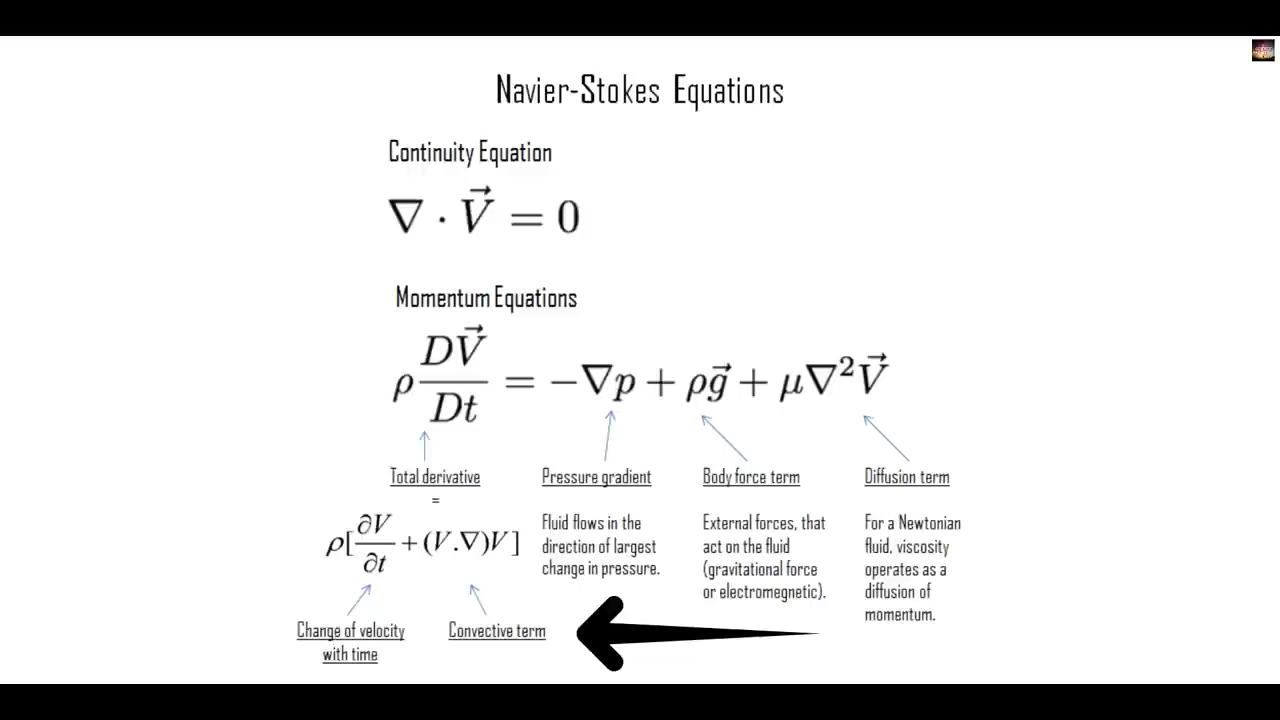 Navier-Stokes Equations
Continuity Equation
∇ · V⃗ = 0
Momentum Equations
ρ DV⃗/Dt = −∇p + ρg⃗ + μ∇²V⃗
Total derivative
=
ρ[∂V/∂t + (V.∇)V]
Change of velocity
with time
Convective term
Pressure gradient
Fluid flows in the
direction of largest
change in pressure.
Body force term
External forces, that
act on the fluid
(gravitational force
or electromegnetic).
Diffusion term
For a Newtonian
fluid, viscosity
operates as a
diffusion of
momentum.